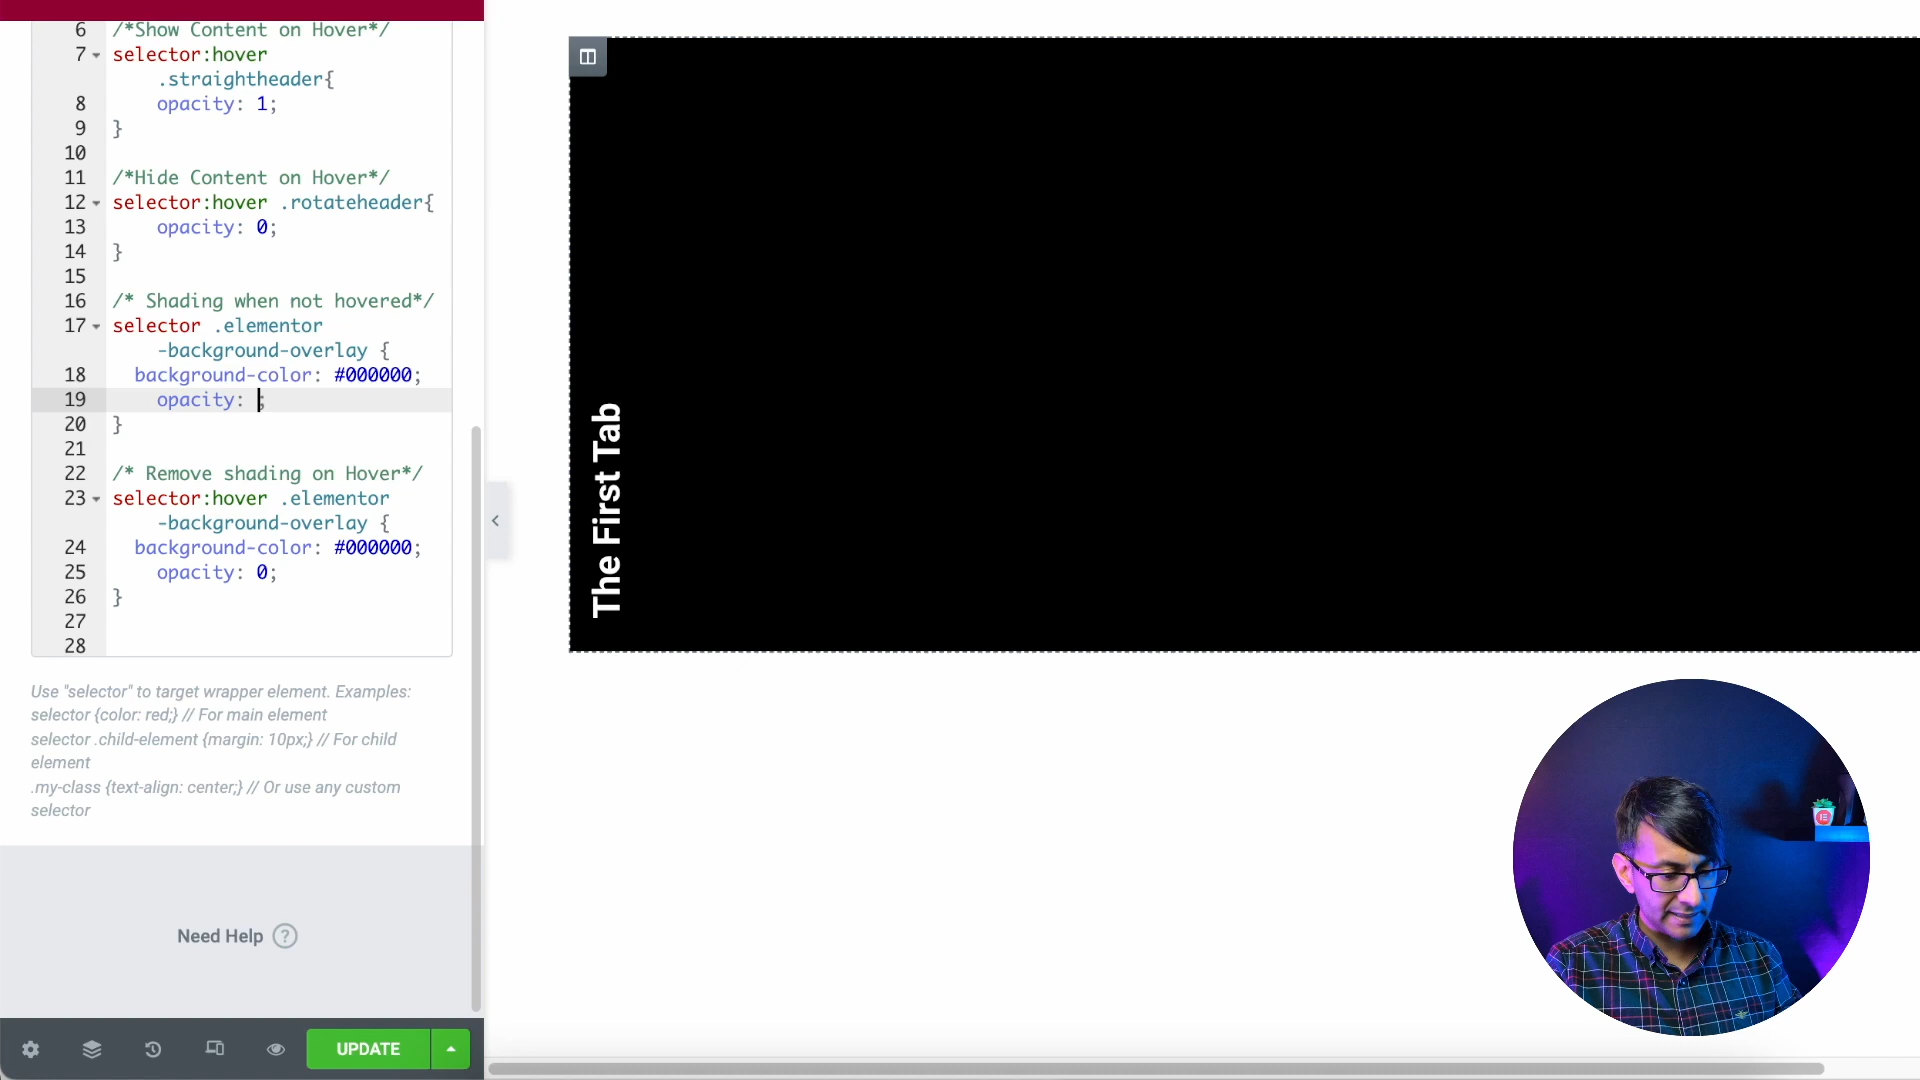 6 /*Show Content on Hover*/
7 selector:hover
.straightheader{
8 opacity: 1;
9 }
10
11 /*Hide Content on Hover*/
12 selector:hover .rotateheader{
13 opacity: 0;
14 }
15
16 /* Shading when not hovered*/
17 selector .elementor
-background-overlay {
18 background-color: #000000;
19 opacity: ;
20 }
21
22 /* Remove shading on Hover*/
23 selector:hover .elementor
-background-overlay {
24 background-color: #000000;
25 opacity: 0;
26 }
27
28
Use "selector" to target wrapper element. Examples:
selector {color: red;} // For main element
selector .child-element {margin: 10px;} // For child
element
.my-class {text-align: center;} // Or use any custom
selector
Need Help ?
UPDATE
The First Tab